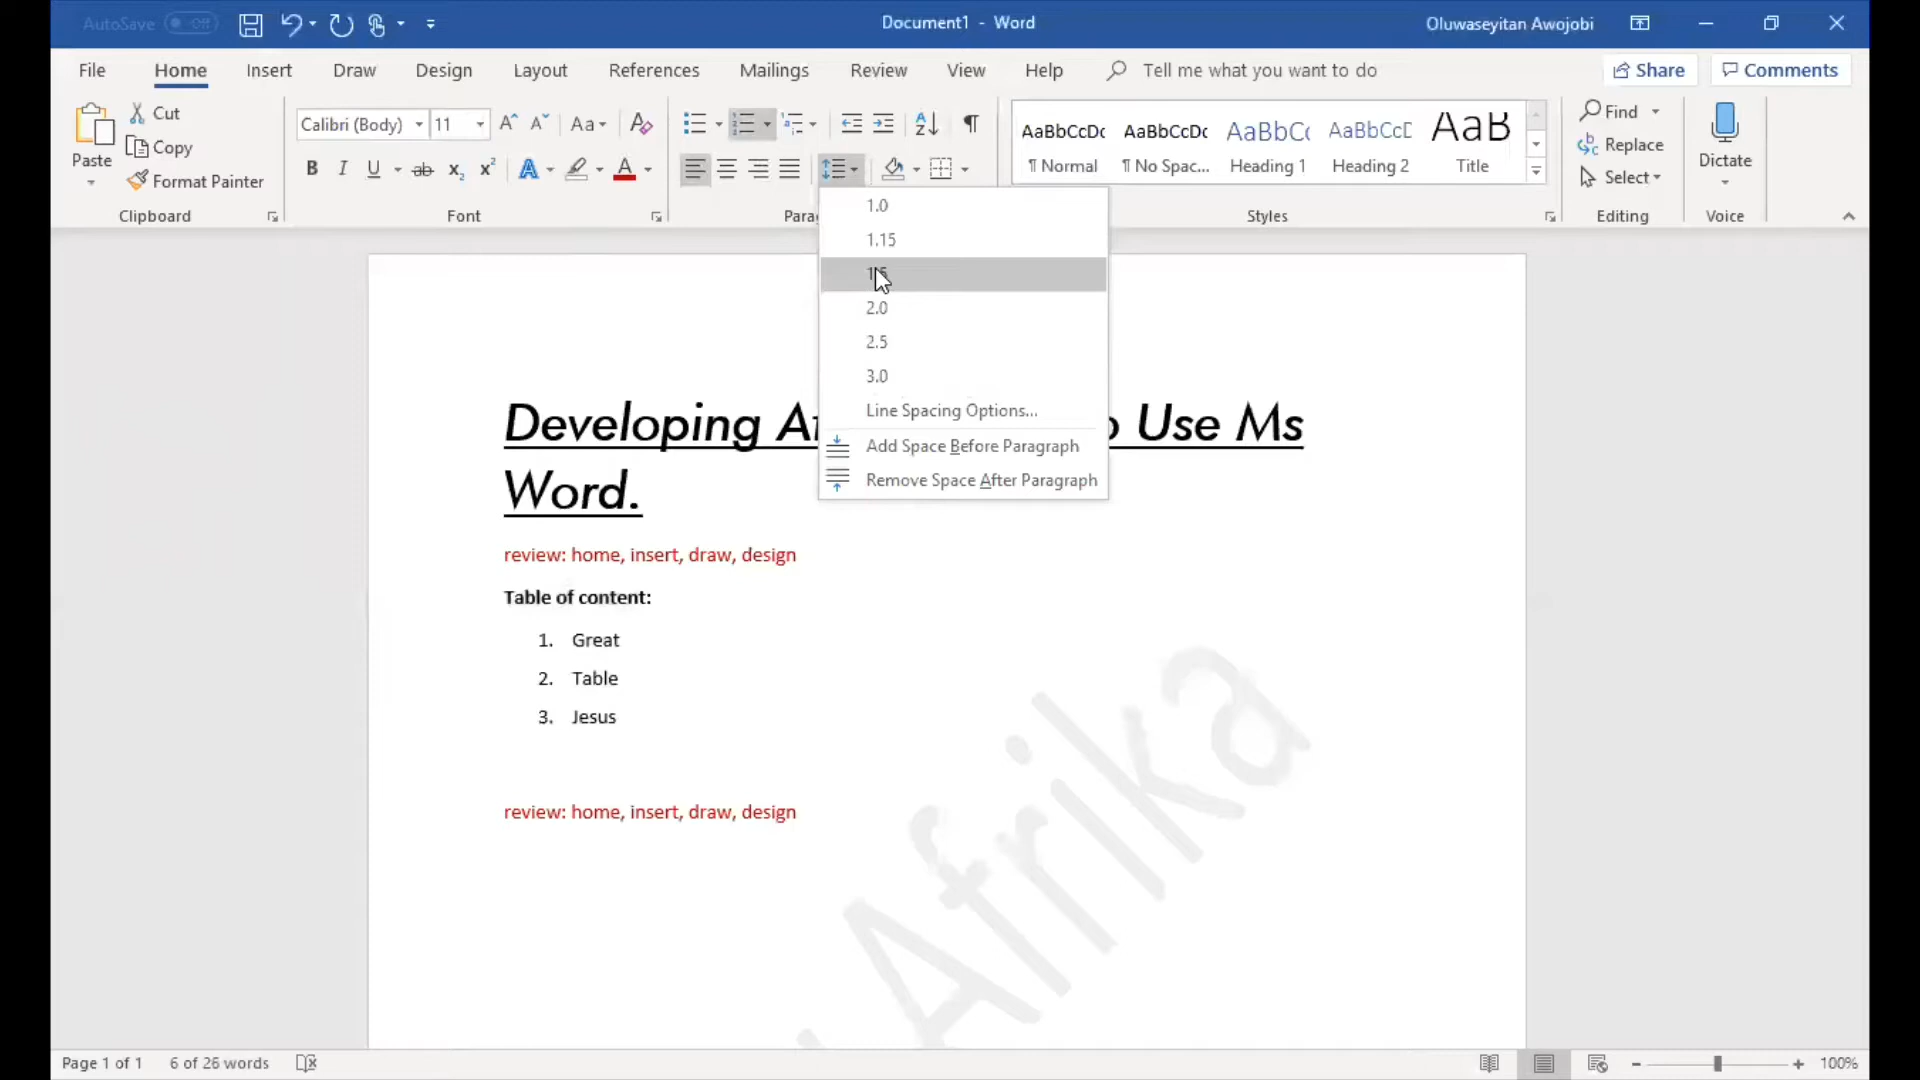 AutoSave Off
Document1 - Word
Oluwaseyitan Awojobi
File Home Insert Draw Design Layout References Mailings Review View Help Tell me what you want to do Share Comments
Paste
Cut
Copy
Format Painter
Clipboard
Calibri (Body) 11
Font
AaBbCcDc AaBbCcDc AaBbC AaBbCcD AaB
¶ Normal ¶ No Spac... Heading 1 Heading 2 Title
Styles
Find
Replace
Select
Editing
Dictate
Voice
1.0
1.15
1.5
2.0
2.5
3.0
Line Spacing Options...
Add Space Before Paragraph
Remove Space After Paragraph
Developing Use Ms
Word.
review: home, insert, draw, design
Table of content:
1. Great
2. Table
3. Jesus
review: home, insert, draw, design
Afrika
Page 1 of 1 6 of 26 words
100%